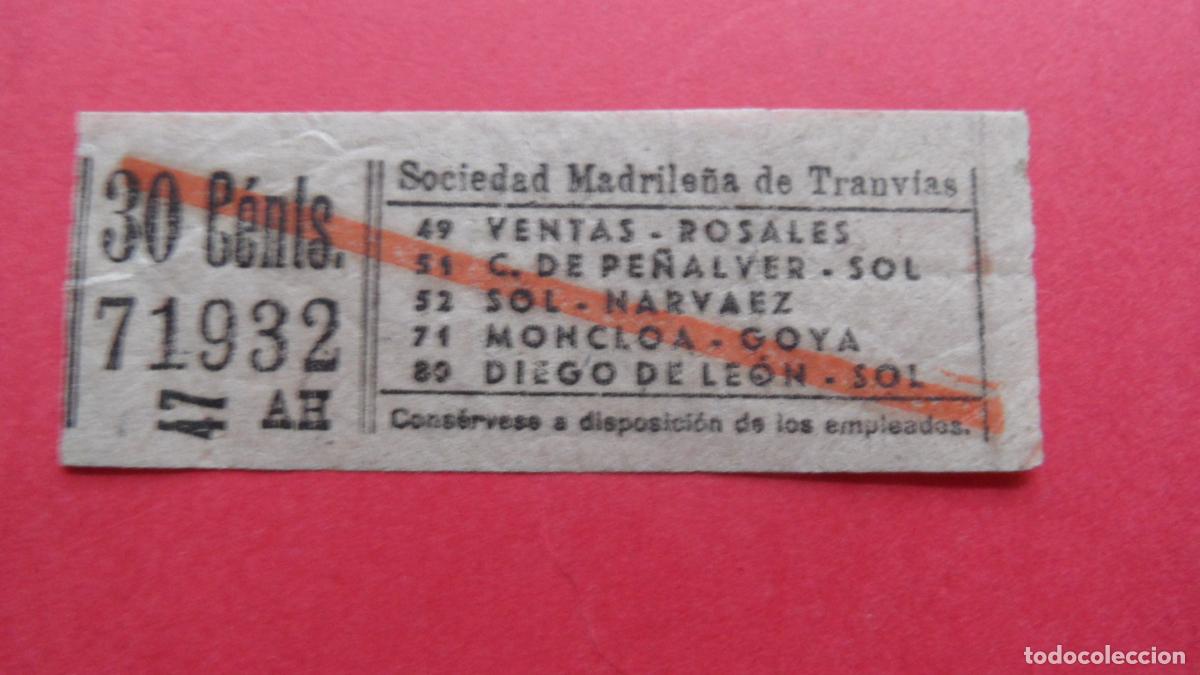 30 Cénts.
71932
47 AH
Sociedad Madrileña de Tranvías
49 VENTAS - ROSALES
51 C. DE PEÑALVER - SOL
52 SOL - NARVAEZ
71 MONCLOA - GOYA
80 DIEGO DE LEÓN - SOL
Consérvese a disposición de los empleados.
todocoleccion